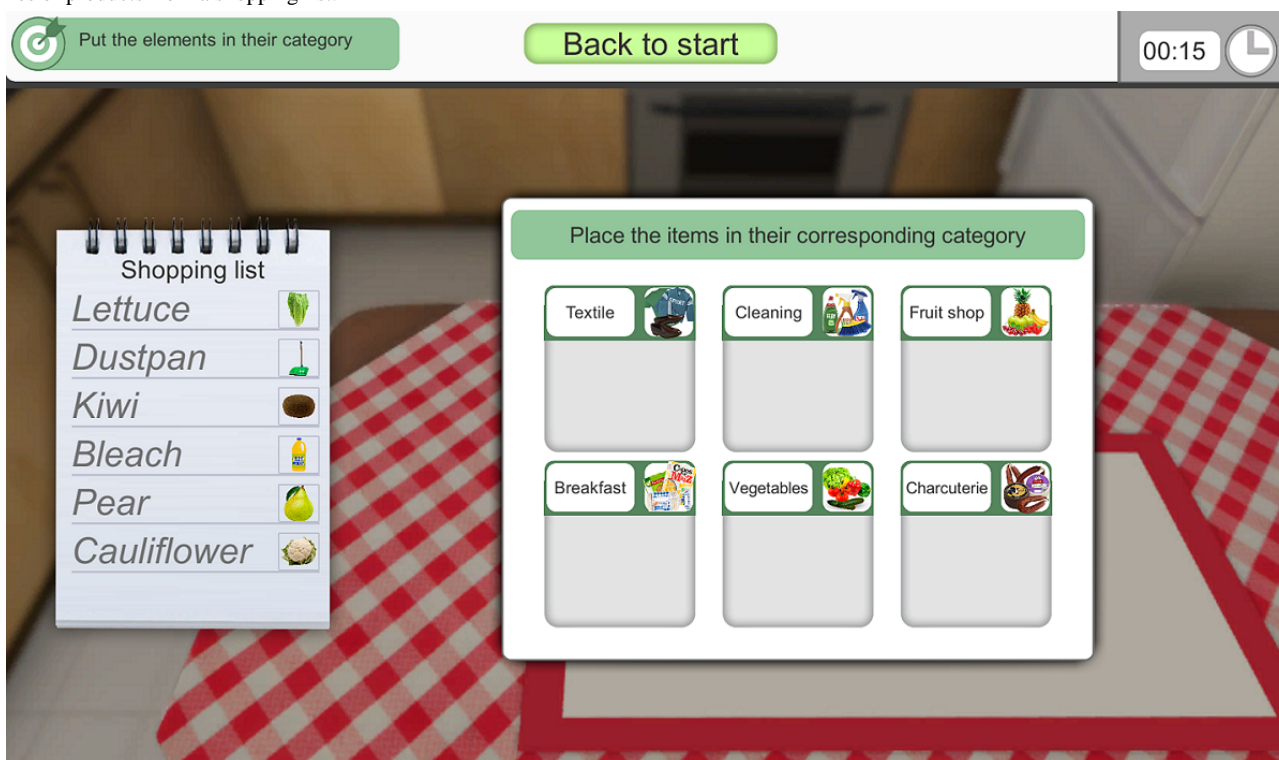 Put the elements in their category
Back to start
00:15
Shopping list
Lettuce
Dustpan
Kiwi
Bleach
Pear
Cauliflower
Place the items in their corresponding category
Textile
Cleaning
Fruit shop
Breakfast
Vegetables
Charcuterie